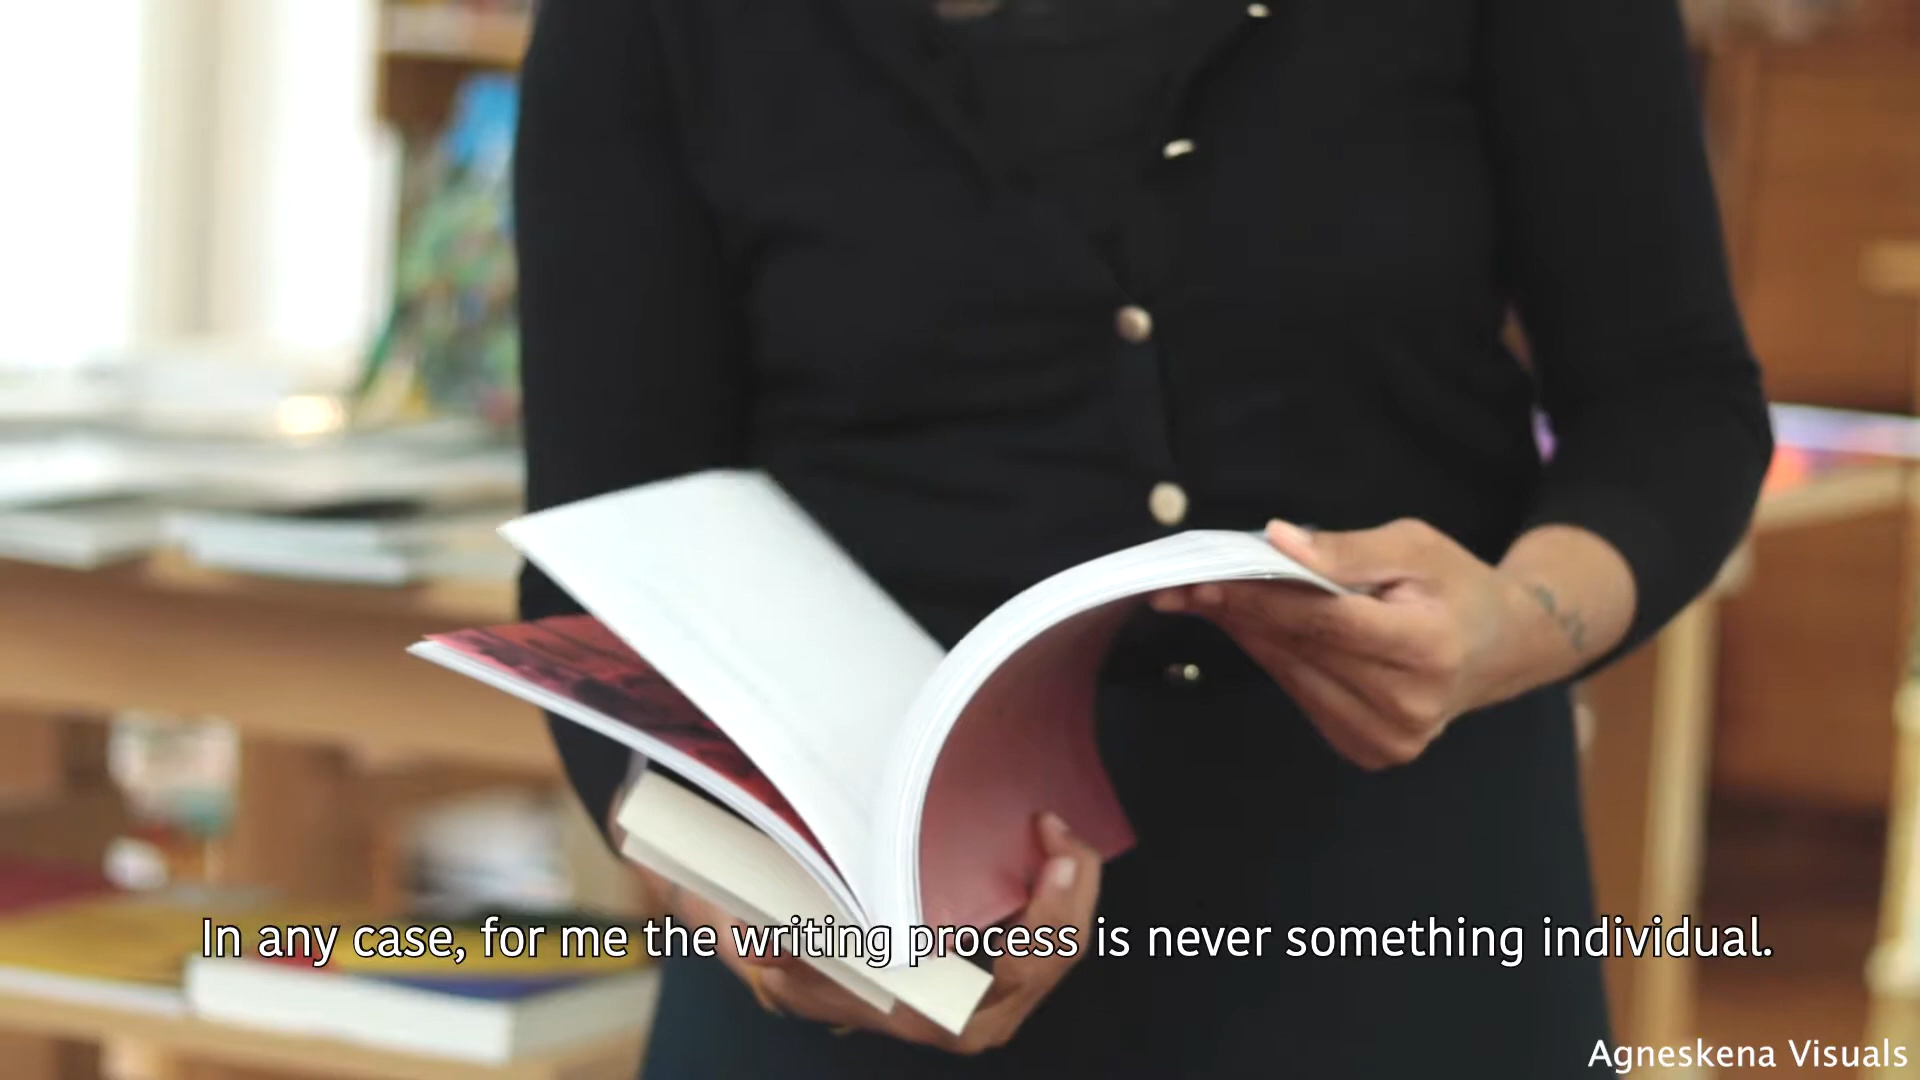 In any case, for me the writing process is never something individual.
Agneskena Visuals